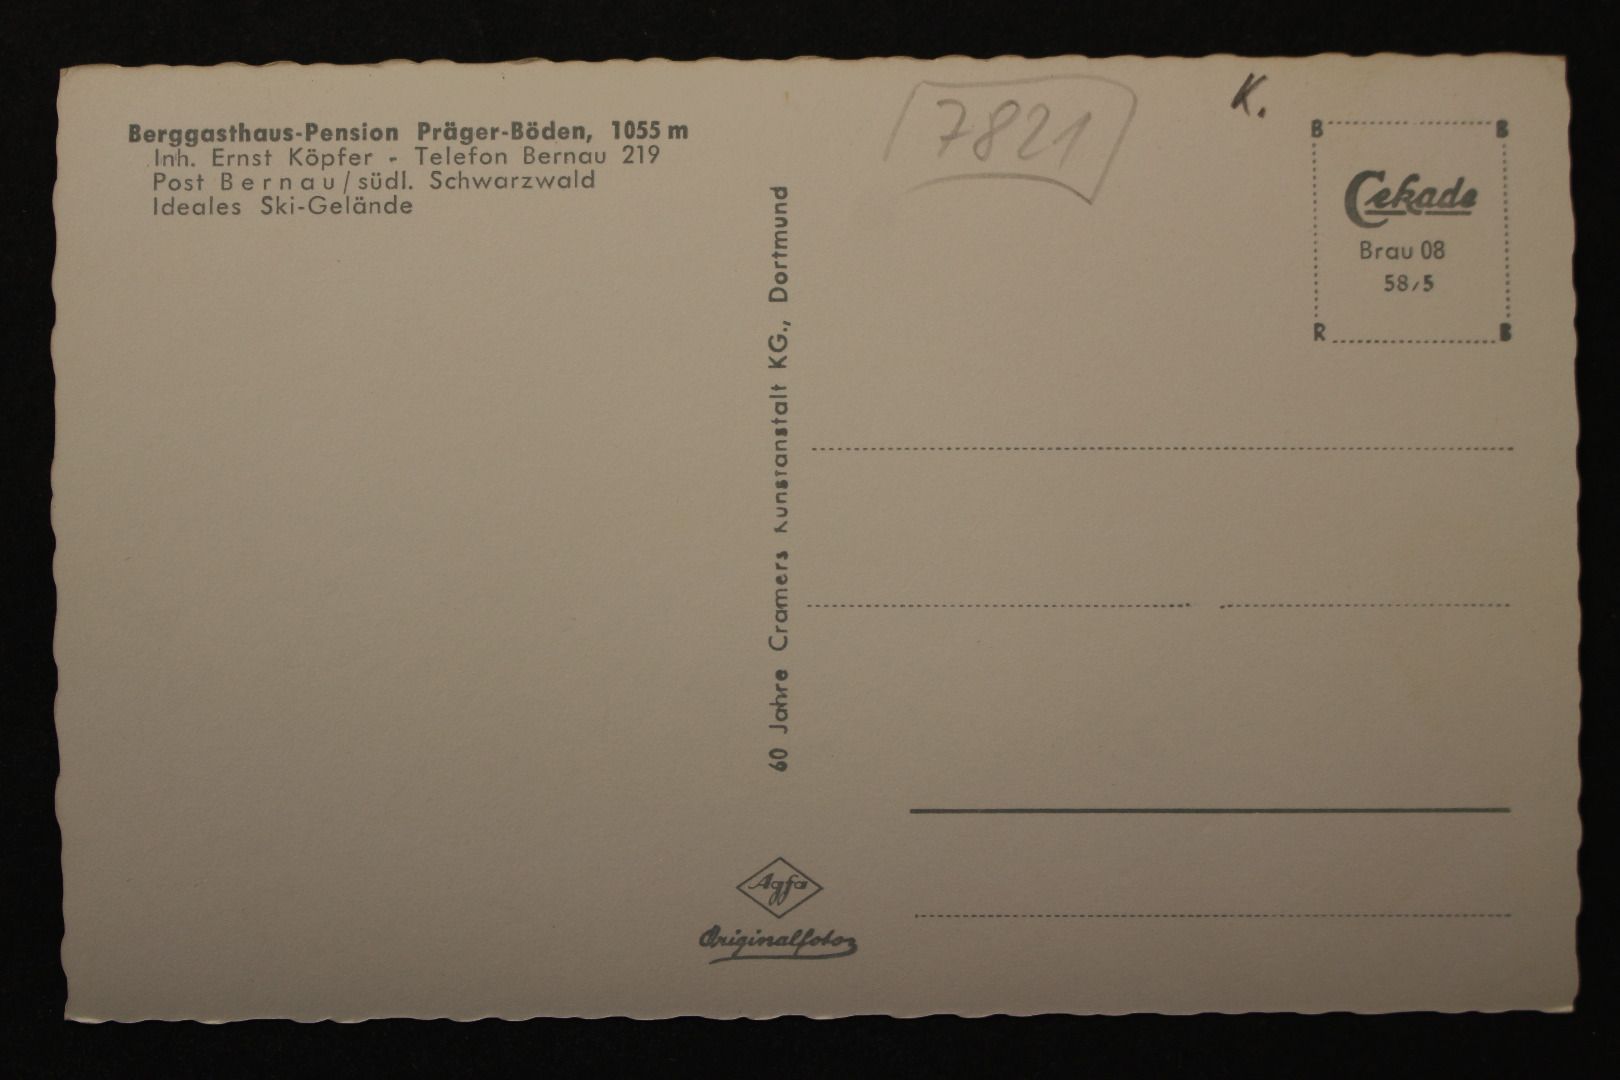 Berggasthaus-Pension Präger-Böden, 1055 m
Inh. Ernst Köpfer - Telefon Bernau 219
Post Bernau/südl. Schwarzwald
Ideales Ski-Gelände
60 Jahre Cramers Kunstanstalt KG., Dortmund
Agfa
Originalfoto
7821
K.
B B
Cekade
Brau 08
58/5
R B